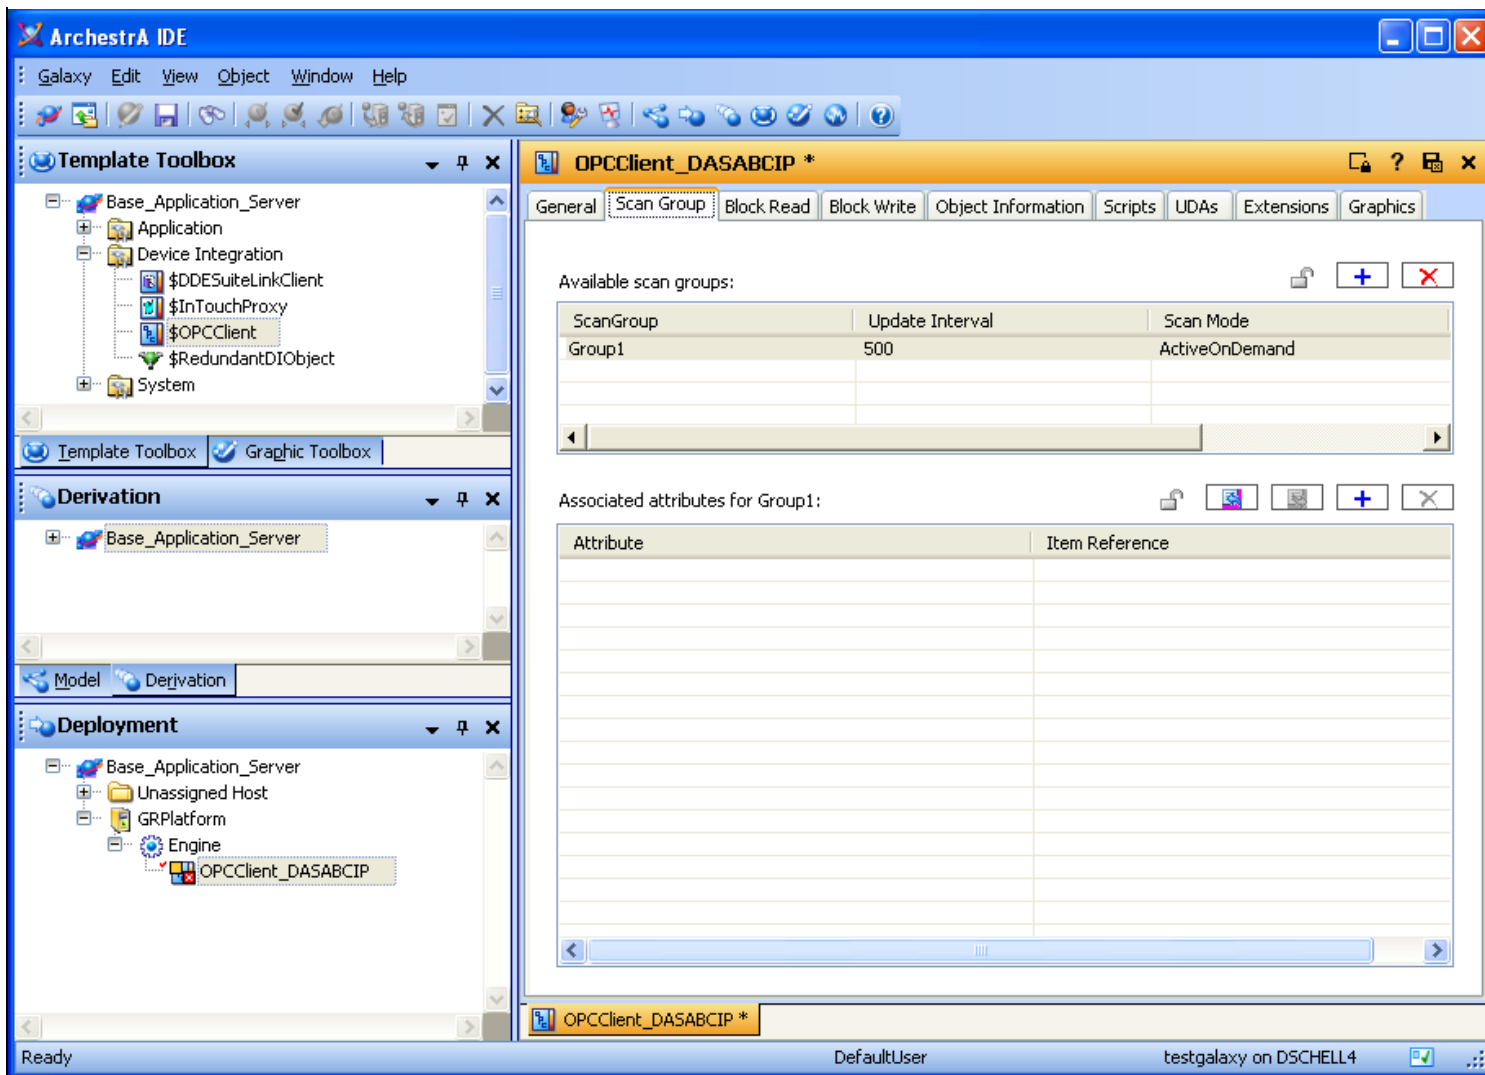 ArchestrA IDE
Galaxy Edit View Object Window Help
Template Toolbox
Base_Application_Server
Application
Device Integration
$DDESuiteLinkClient
$InTouchProxy
$OPCClient
$RedundantDIObject
System
Template Toolbox Graphic Toolbox
Derivation
Base_Application_Server
Model Derivation
Deployment
Base_Application_Server
Unassigned Host
GRPlatform
Engine
OPCClient_DASABCIP
OPCClient_DASABCIP *
General Scan Group Block Read Block Write Object Information Scripts UDAs Extensions Graphics
Available scan groups:
ScanGroup Update Interval Scan Mode
Group1 500 ActiveOnDemand
Associated attributes for Group1:
Attribute Item Reference
OPCClient_DASABCIP *
Ready DefaultUser testgalaxy on DSCHELL4